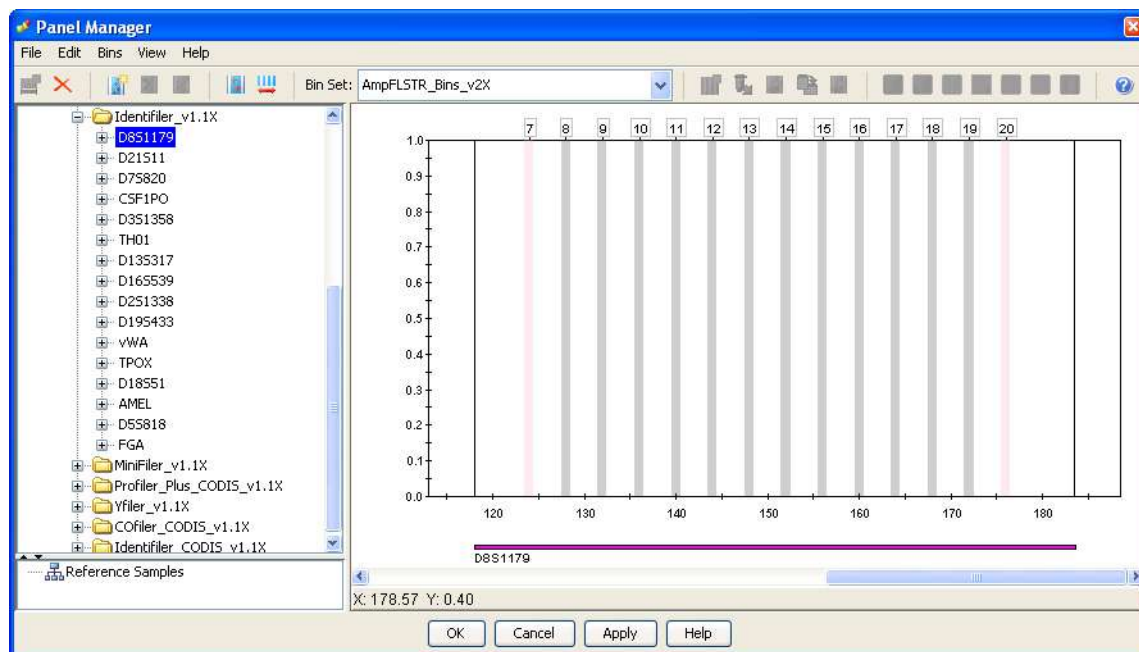 Panel Manager
File Edit Bins View Help
Bin Set: AmpFLSTR_Bins_v2X
Identifiler_v1.1X
D8S1179
D21S11
D7S820
CSF1PO
D3S1358
TH01
D13S317
D16S539
D2S1338
D19S433
vWA
TPOX
D18S51
AMEL
D5S818
FGA
MiniFiler_v1.1X
Profiler_Plus_CODIS_v1.1X
Yfiler_v1.1X
COfiler_CODIS_v1.1X
Identifiler_CODIS_v1.1X
Reference Samples
7 8 9 10 11 12 13 14 15 16 17 18 19 20
1.0
0.9
0.8
0.7
0.6
0.5
0.4
0.3
0.2
0.1
0.0
120 130 140 150 160 170 180
D8S1179
X: 178.57 Y: 0.40
OK Cancel Apply Help